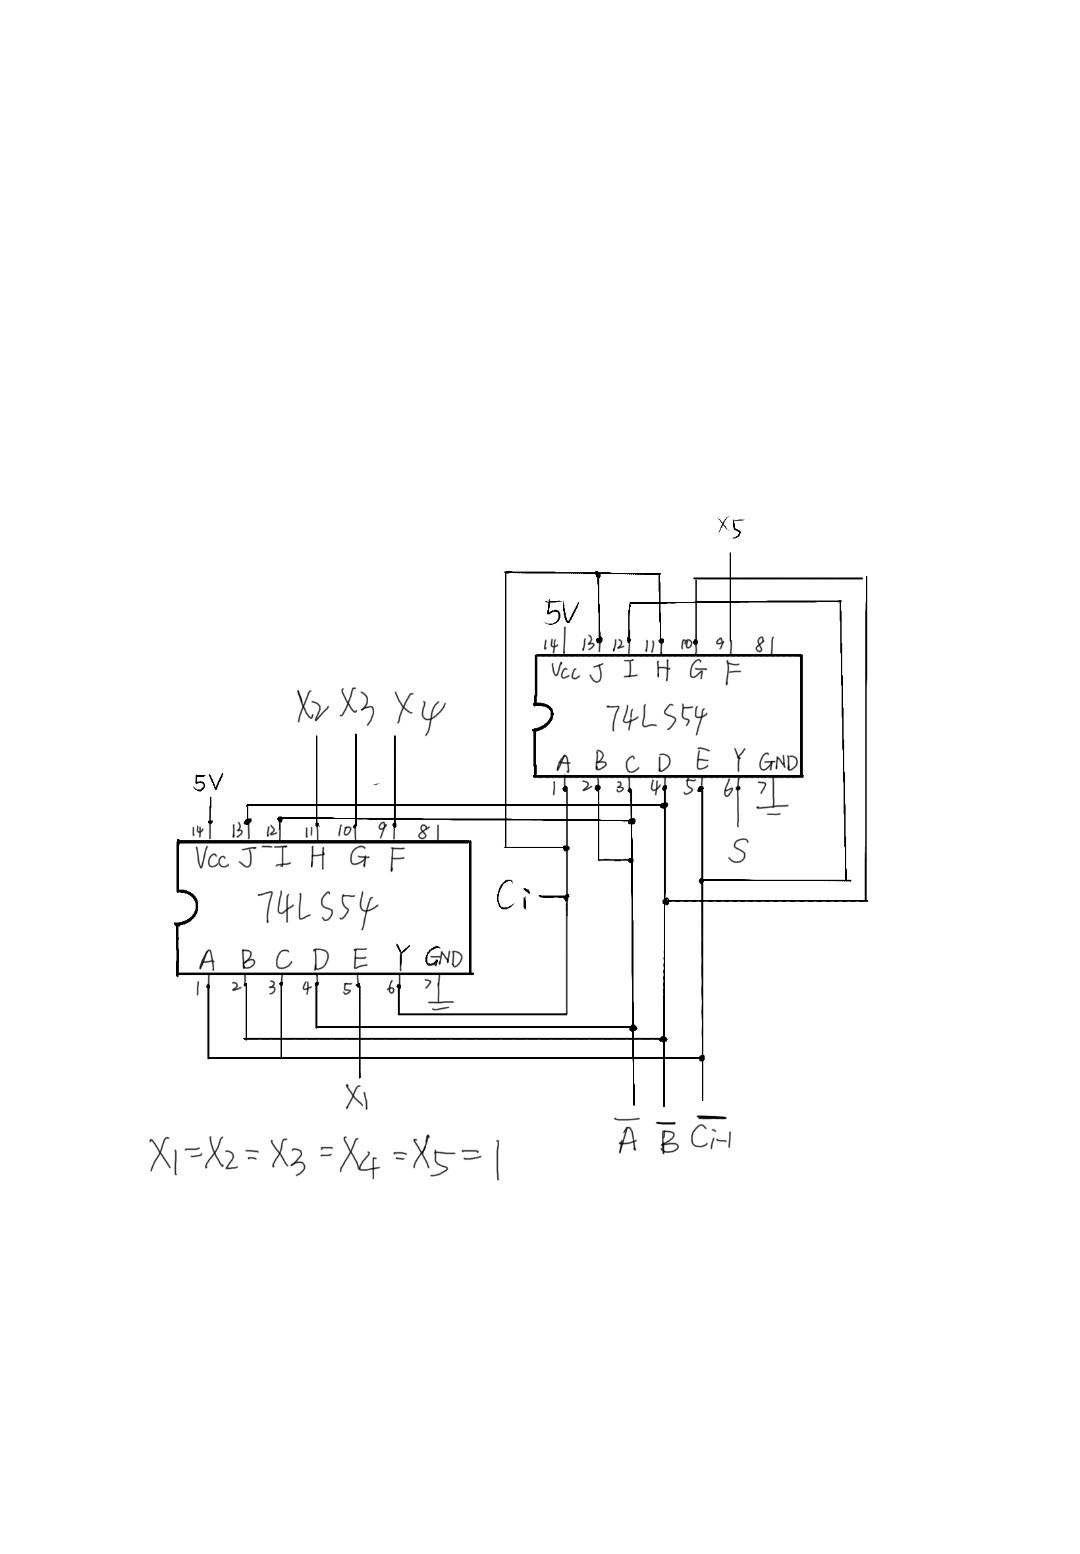 X5
5V
14 13 12 11 10 9 8
Vcc J I H G F
74LS54
A B C D E Y GND
1 2 3 4 5 6 7
S
X2 X3 X4
5V
14 13 12 11 10 9 8
Vcc J I H G F
74LS54
A B C D E Y GND
1 2 3 4 5 6 7
Ci
X1
A̅ B̅ C̅i-1
X1=X2=X3=X4=X5=1